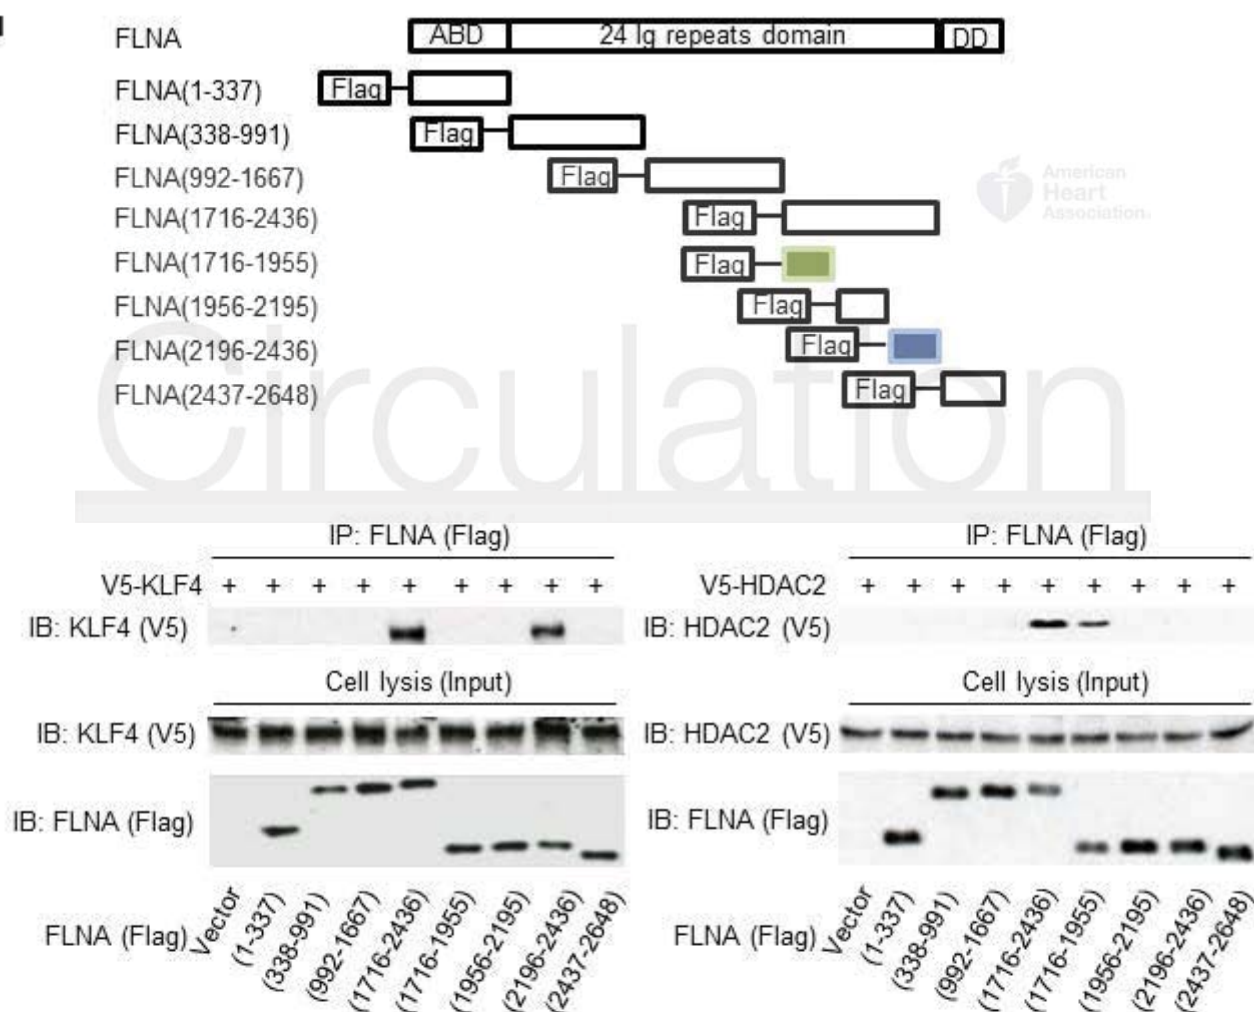 FLNA ABD 24 Ig repeats domain DD
FLNA(1-337) Flag
FLNA(338-991) Flag
FLNA(992-1667) Flag
American
Heart
Association.
FLNA(1716-2436) Flag
FLNA(1716-1955) Flag
FLNA(1956-2195) Flag
FLNA(2196-2436) Flag
FLNA(2437-2648) Flag
Circulation
IP: FLNA (Flag)
V5-KLF4 + + + + + + + + +
IB: KLF4 (V5)
Cell lysis (Input)
IB: KLF4 (V5)
IB: FLNA (Flag)
FLNA (Flag) Vector (1-337) (338-991) (992-1667) (1716-2436) (1716-1955) (1956-2195) (2196-2436) (2437-2648)
IP: FLNA (Flag)
V5-HDAC2 + + + + + + + + +
IB: HDAC2 (V5)
Cell lysis (Input)
IB: HDAC2 (V5)
IB: FLNA (Flag)
FLNA (Flag) Vector (1-337) (338-991) (992-1667) (1716-2436) (1716-1955) (1956-2195) (2196-2436) (2437-2648)